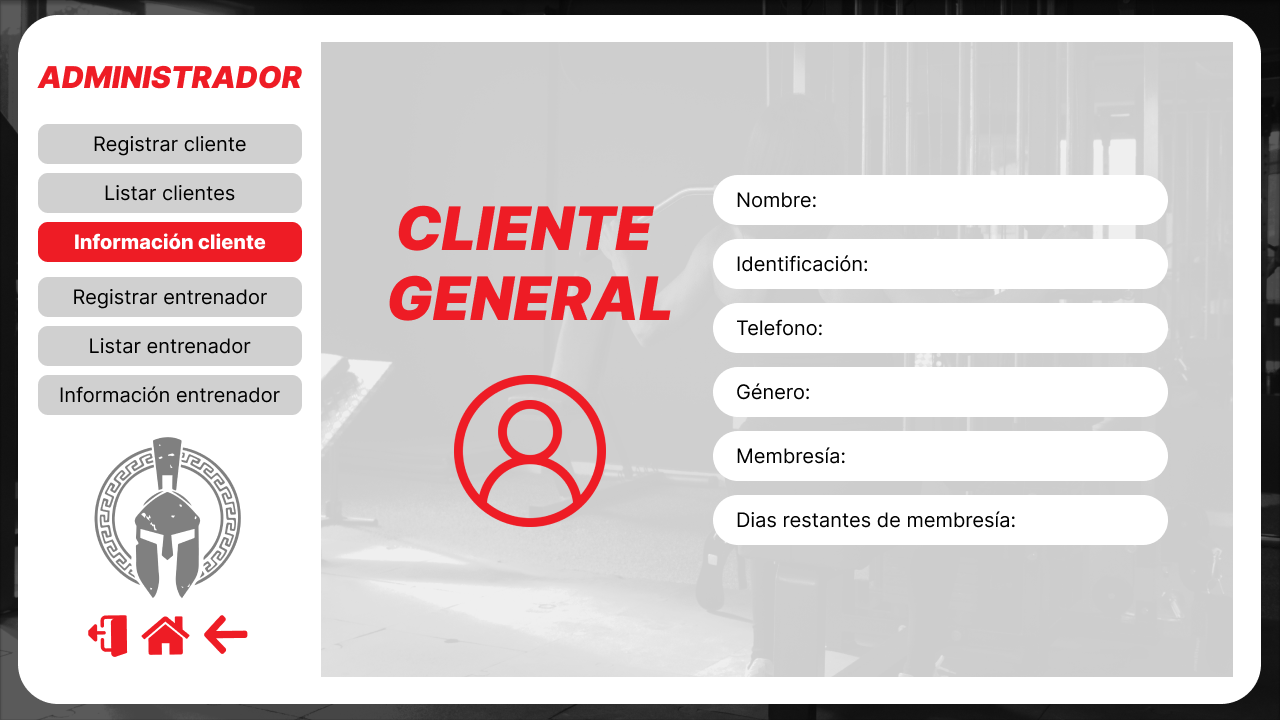 ADMINISTRADOR
Registrar cliente
Listar clientes
Información cliente
Registrar entrenador
Listar entrenador
Información entrenador
CLIENTE
GENERAL
Nombre:
Identificación:
Telefono:
Género:
Membresía:
Dias restantes de membresía: